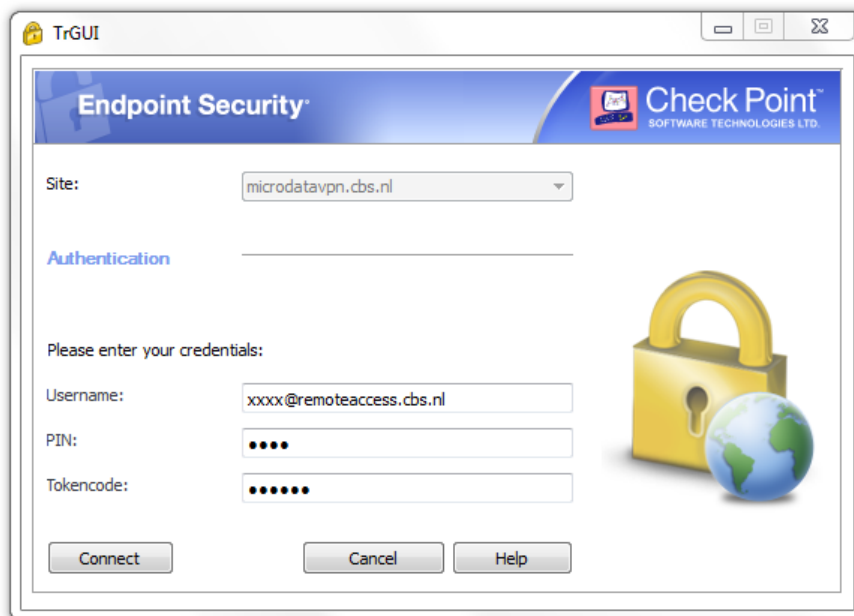 TrGUI
Endpoint Security
Check Point™
SOFTWARE TECHNOLOGIES LTD.
Site:
microdatavpn.cbs.nl
Authentication
Please enter your credentials:
Username:
xxxx@remoteaccess.cbs.nl
PIN:
••••
Tokencode:
••••••
Connect
Cancel
Help